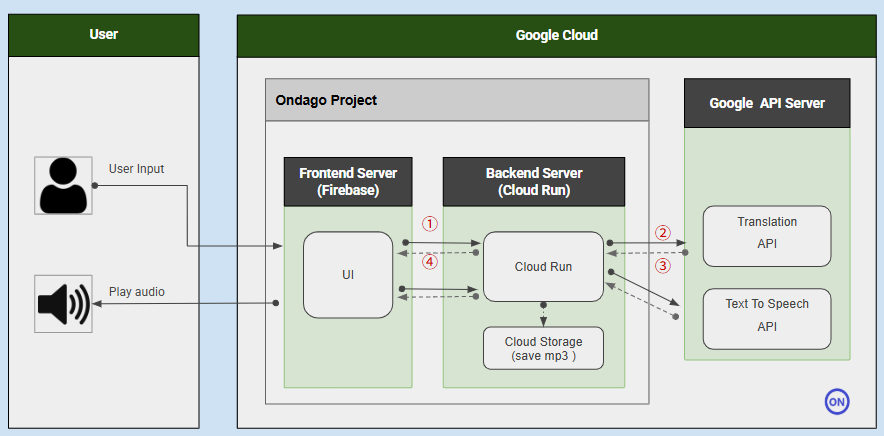 User
Google Cloud
Ondago Project
Google API Server
Frontend Server
(Firebase)
Backend Server
(Cloud Run)
User Input
①
②
Translation
API
UI
④
Cloud Run
③
Play audio
Text To Speech
API
Cloud Storage
(save mp3 )
ON